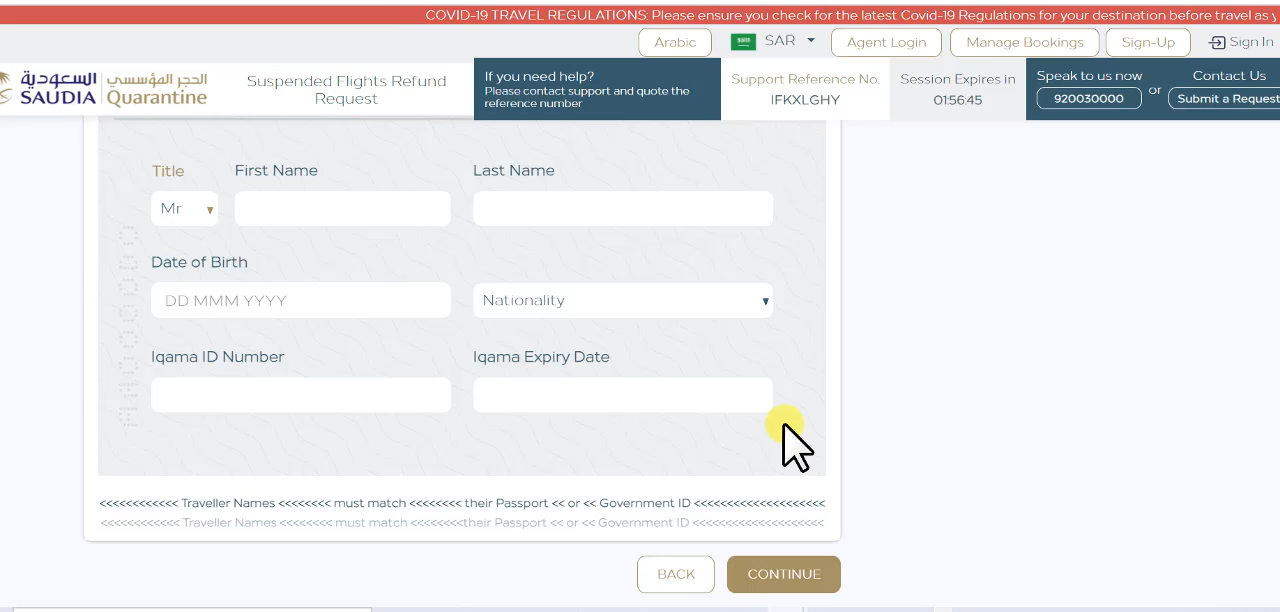 COVID-19 TRAVEL REGULATIONS: Please ensure you check for the latest Covid-19 Regulations for your destination before travel as
Arabic
SAR
Agent Login
Manage Bookings
Sign-Up
Sign In
السعودية
SAUDIA
الحجر المؤسسي
Quarantine
Suspended Flights Refund
Request
If you need help?
Please contact support and quote the
reference number
Support Reference No.
IFKXLGHY
Session Expires in
01:56:45
Speak to us now
920030000
or
Contact Us
Submit a Request
Title
First Name
Last Name
Mr
Date of Birth
DD MMM YYYY
Nationality
Iqama ID Number
Iqama Expiry Date
<<<<<<<<<<<< Traveller Names <<<<<<<< must match <<<<<<<< their Passport << or << Government ID <<<<<<<<<<<<<<<<<<<<
<<<<<<<<<<<< Traveller Names <<<<<<<< must match <<<<<<<<their Passport << or << Government ID <<<<<<<<<<<<<<<<<<<<
BACK
CONTINUE